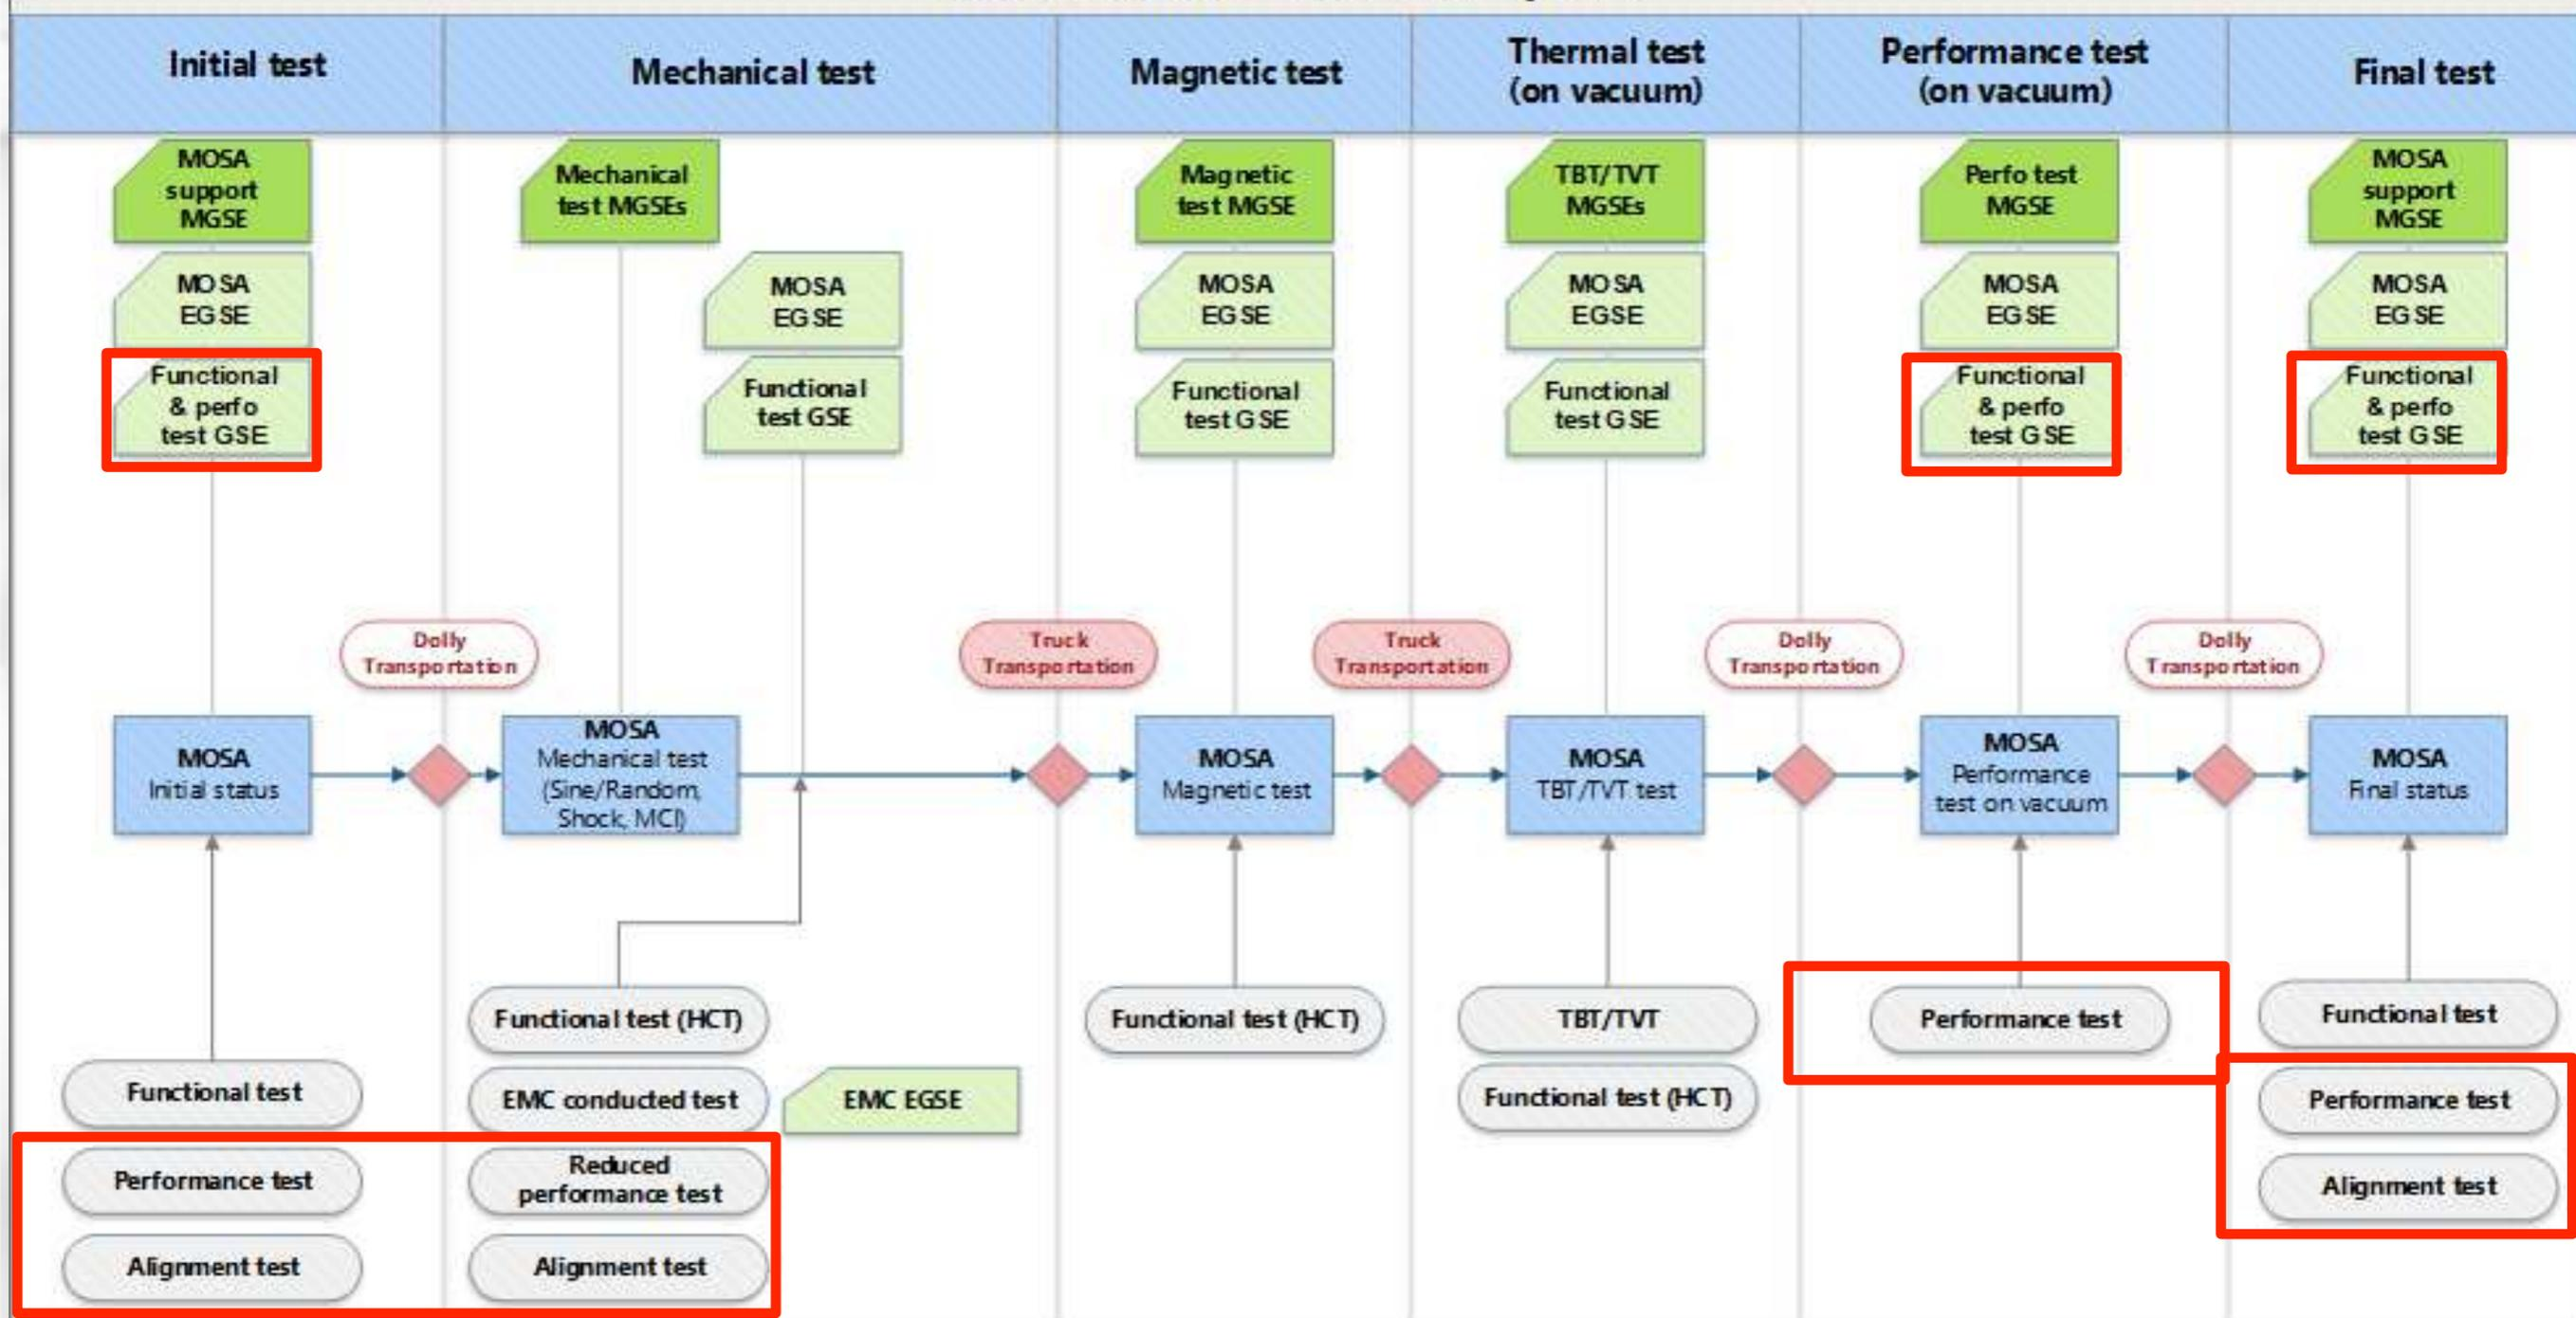 Initial test
Mechanical test
Magnetic test
Thermal test
(on vacuum)
Performance test
(on vacuum)
Final test
MOSA
support
MGSE
Mechanical
test MGSEs
Magnetic
test MGSE
TBT/TVT
MGSEs
Perfo test
MGSE
MOSA
support
MGSE
MOSA
EGSE
MOSA
EGSE
MOSA
EGSE
MOSA
EGSE
MOSA
EGSE
MOSA
EGSE
Functional
& perfo
test GSE
Functional
test GSE
Functional
test GSE
Functional
test GSE
Functional
& perfo
test GSE
Functional
& perfo
test GSE
Dolly
Transportation
Truck
Transportation
Truck
Transportation
Dolly
Transportation
Dolly
Transportation
MOSA
Initial status
MOSA
Mechanical test
(Sine/Random,
Shock, MCI)
MOSA
Magnetic test
MOSA
TBT/TVT test
MOSA
Performance
test on vacuum
MOSA
Final status
Functional test
Performance test
Alignment test
Functional test (HCT)
EMC conducted test
EMC EGSE
Reduced
performance test
Alignment test
Functional test (HCT)
TBT/TVT
Functional test (HCT)
Performance test
Functional test
Performance test
Alignment test